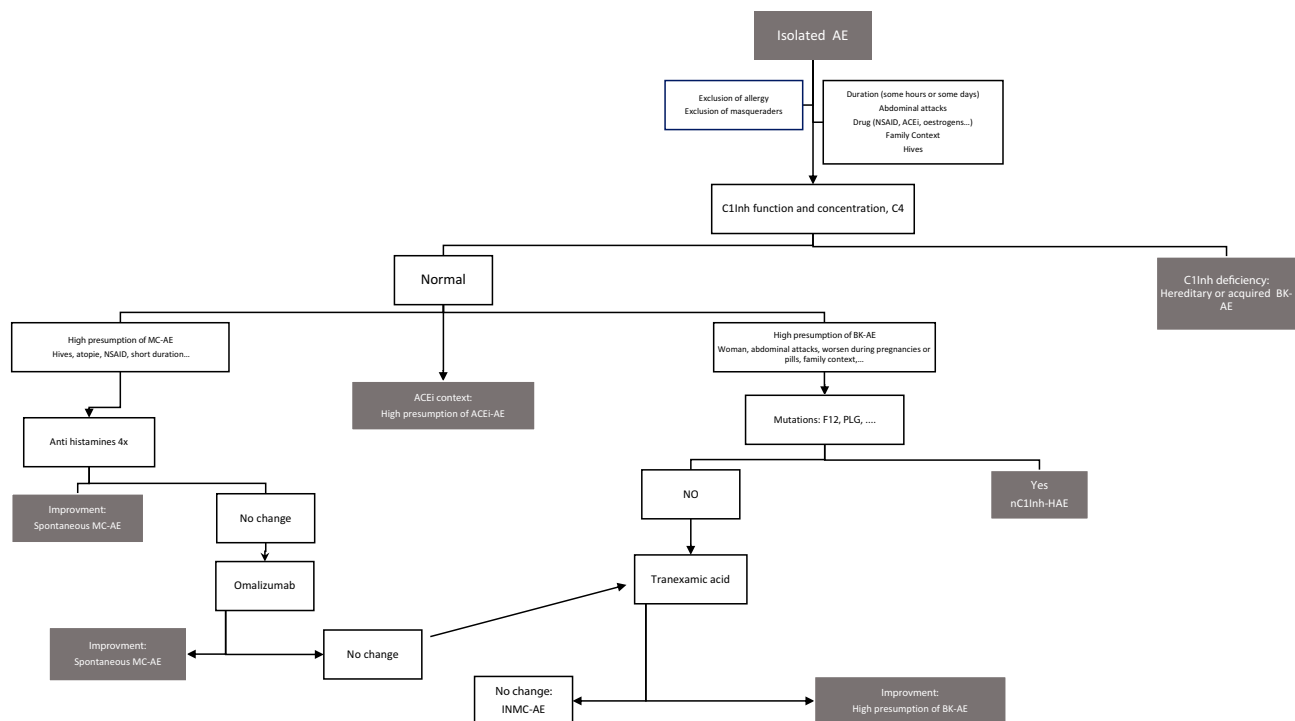 Isolated AE
Exclusion of allergy
Exclusion of masqueraders
Duration (some hours or some days)
Abdominal attacks
Drug (NSAID, ACEi, oestrogens...)
Family Context
Hives
C1Inh function and concentration, C4
Normal
C1Inh deficiency:
Hereditary or acquired BK-
AE
High presumption of MC-AE
Hives, atopie, NSAID, short duration...
ACEi context:
High presumption of ACEi-AE
High presumption of BK-AE
Woman, abdominal attacks, worsen during pregnancies or
pills, family context,...
Anti histamines 4x
Mutations: F12, PLG, ....
Improvment:
Spontaneous MC-AE
No change
NO
Yes
nC1Inh-HAE
Omalizumab
Tranexamic acid
Improvment:
Spontaneous MC-AE
No change
No change:
INMC-AE
Improvment:
High presumption of BK-AE